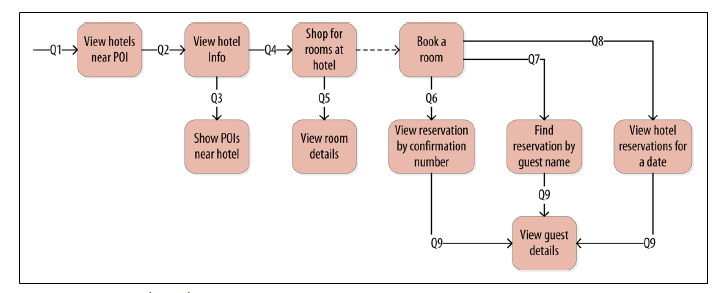 Q1
View hotels
near POI
Q2
View hotel
Info
Q4
Shop for
rooms at
hotel
Book a
room
Q8
Q7
Q3
Q5
Q6
Show POIs
near hotel
View room
details
View reservation
by confirmation
number
Find
reservation by
guest name
View hotel
reservations for
a date
Q9
Q9
View guest
details
Q9